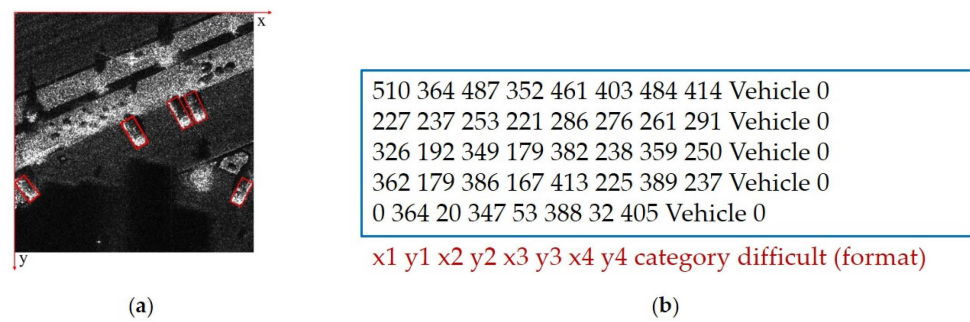 x
y
510 364 487 352 461 403 484 414 Vehicle 0
227 237 253 221 286 276 261 291 Vehicle 0
326 192 349 179 382 238 359 250 Vehicle 0
362 179 386 167 413 225 389 237 Vehicle 0
0 364 20 347 53 388 32 405 Vehicle 0
x1 y1 x2 y2 x3 y3 x4 y4 category difficult (format)
(a)
(b)